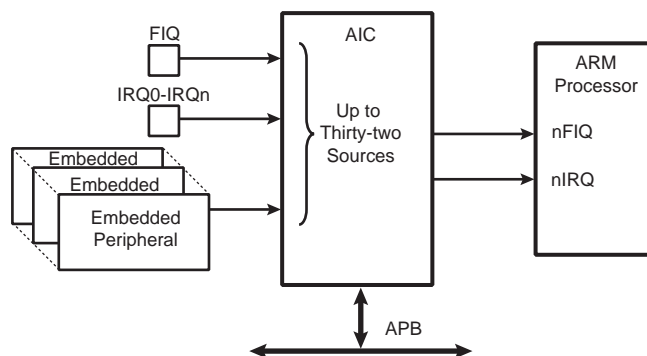 FIQ
IRQ0-IRQn
Embedded
Embedded
Embedded
Peripheral
AIC
Up to
Thirty-two
Sources
ARM
Processor
nFIQ
nIRQ
APB